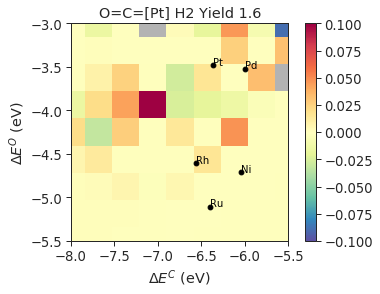 O=C=[Pt] H2 Yield 1.6
ΔE^O (eV)
−3.0
−3.5
−4.0
−4.5
−5.0
−5.5
Pt
Pd
Rh
Ni
Ru
−8.0 −7.5 −7.0 −6.5 −6.0 −5.5
ΔE^C (eV)
0.100
0.075
0.050
0.025
0.000
−0.025
−0.050
−0.075
−0.100